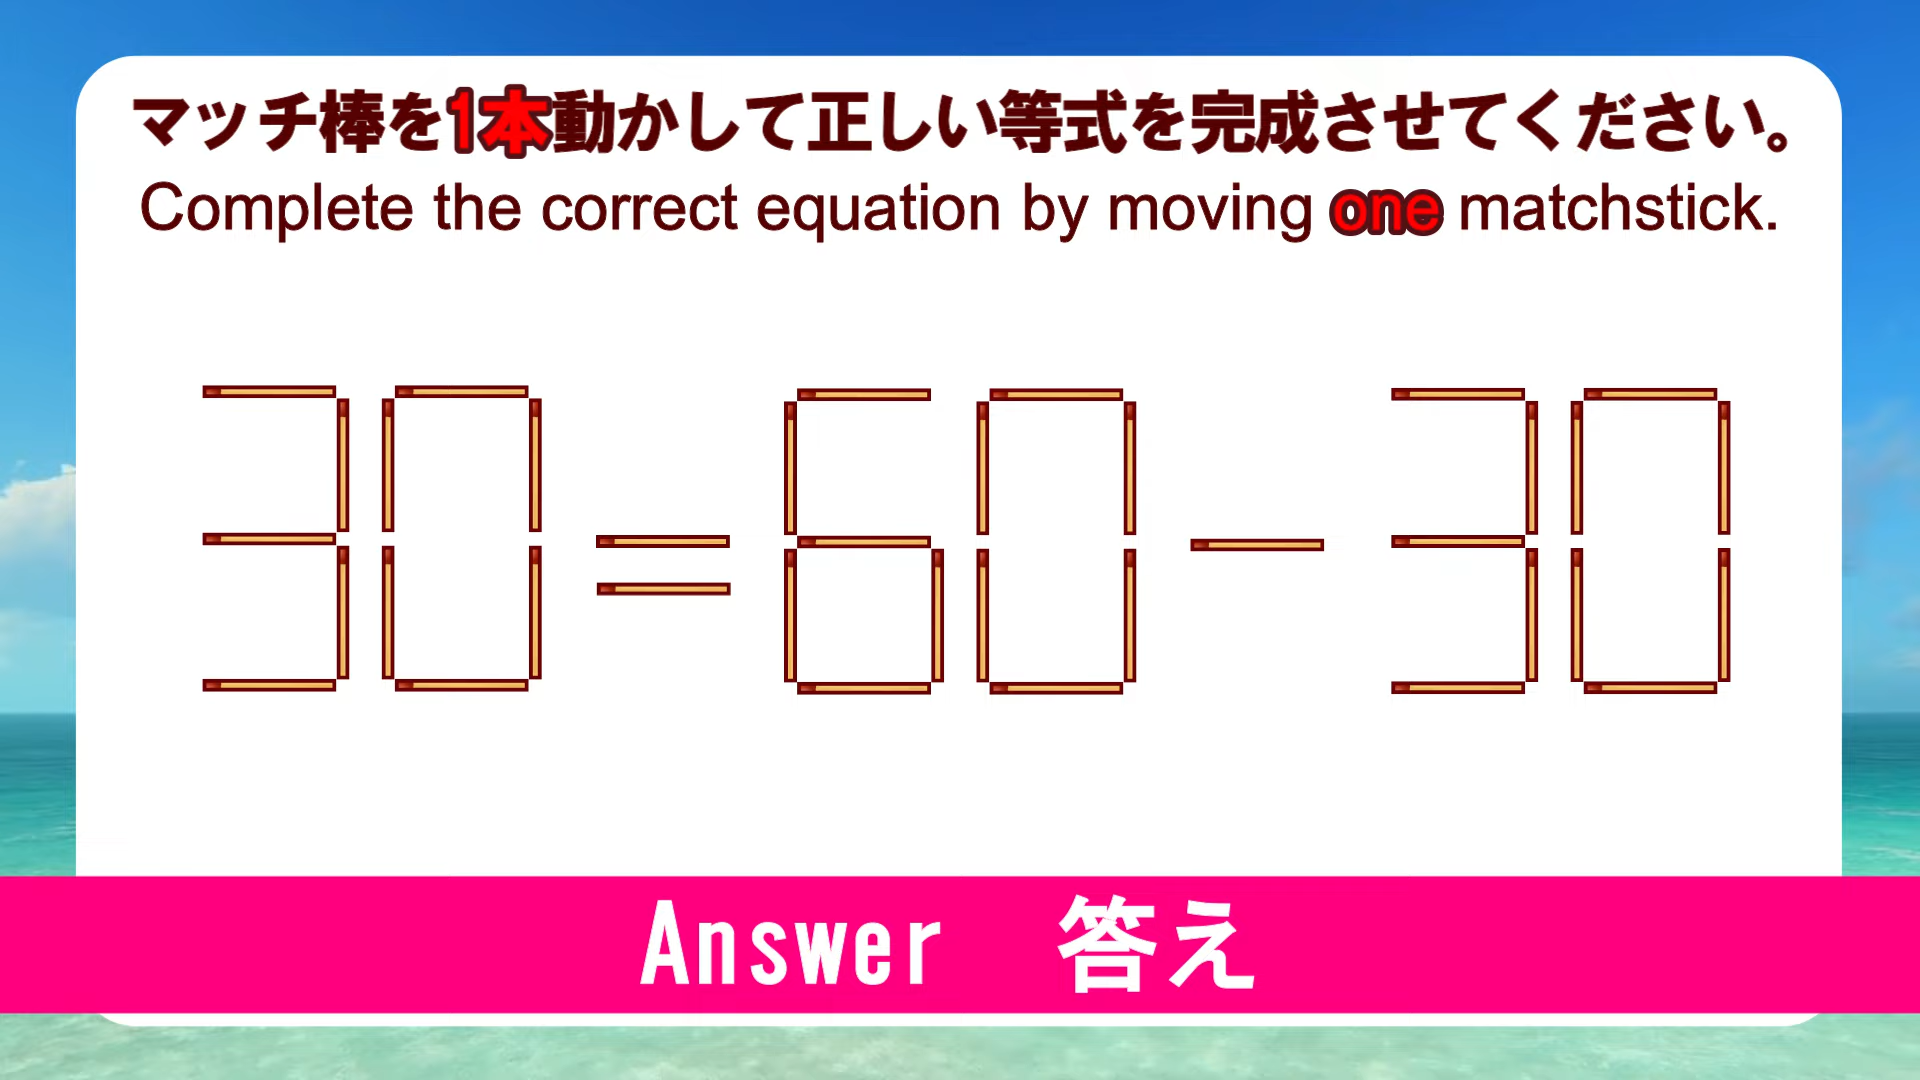 マッチ棒を1本動かして正しい等式を完成させてください。
Complete the correct equation by moving one matchstick.
30=60-30
Answer 答え